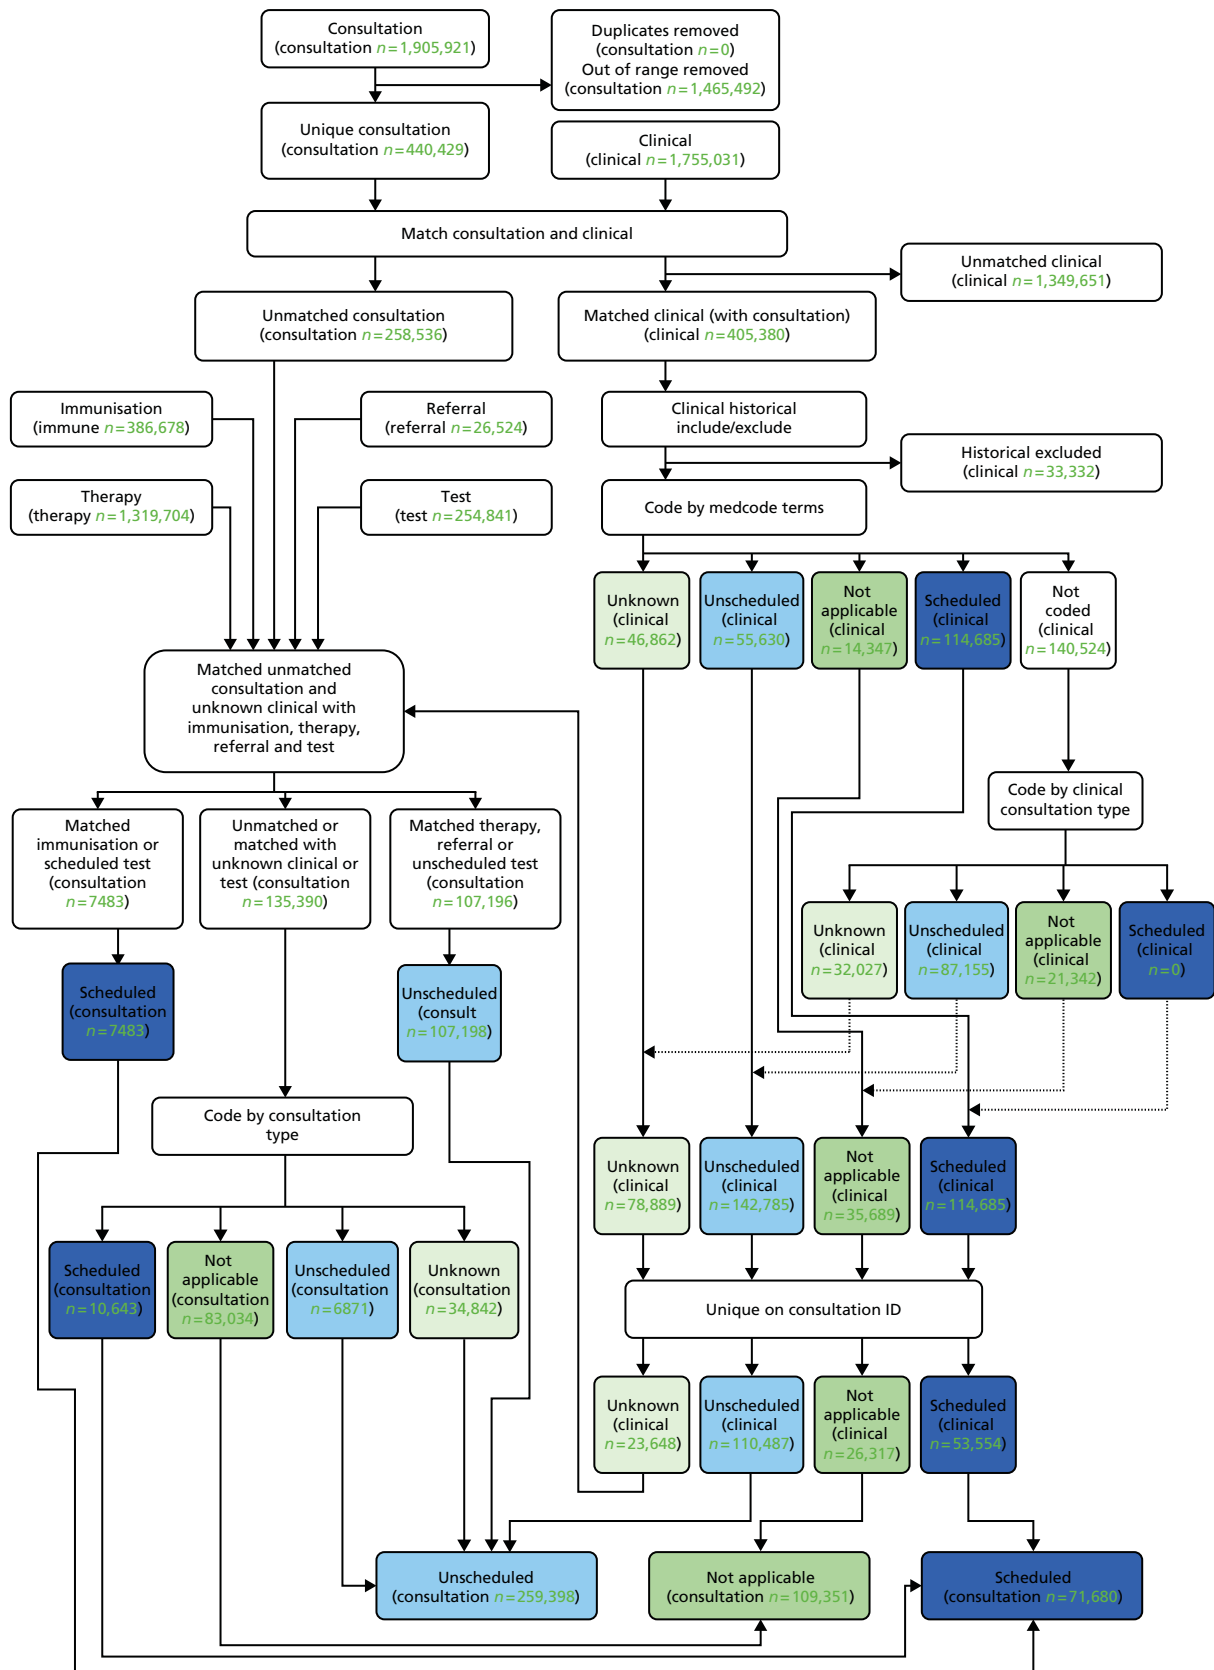 Consultation
(consultation n=1,905,921)
Duplicates removed
(consultation n=0)
Out of range removed
(consultation n=1,465,492)
Unique consultation
(consultation n=440,429)
Clinical
(clinical n=1,755,031)
Match consultation and clinical
Unmatched clinical
(clinical n=1,349,651)
Unmatched consultation
(consultation n=258,536)
Matched clinical (with consultation)
(clinical n=405,380)
Immunisation
(immune n=386,678)
Referral
(referral n=26,524)
Clinical historical
include/exclude
Historical excluded
(clinical n=33,332)
Therapy
(therapy n=1,319,704)
Test
(test n=254,841)
Code by medcode terms
Unknown
(clinical
n=46,862)
Unscheduled
(clinical
n=55,630)
Not
applicable
(clinical
n=14,347)
Scheduled
(clinical
n=114,685)
Not
coded
(clinical
n=140,524)
Matched unmatched
consultation and
unknown clinical with
immunisation, therapy,
referral and test
Code by clinical
consultation type
Matched
immunisation or
scheduled test
(consultation
n=7483)
Unmatched or
matched with
unknown clinical or
test (consultation
n=135,390)
Matched therapy,
referral or
unscheduled test
(consultation
n=107,196)
Unknown
(clinical
n=32,027)
Unscheduled
(clinical
n=87,155)
Not
applicable
(clinical
n=21,342)
Scheduled
(clinical
n=0)
Scheduled
(consultation
n=7483)
Unscheduled
(consult
n=107,198)
Code by consultation
type
Unknown
(clinical
n=78,889)
Unscheduled
(clinical
n=142,785)
Not
applicable
(clinical
n=35,689)
Scheduled
(clinical
n=114,685)
Scheduled
(consultation
n=10,643)
Not
applicable
(consultation
n=83,034)
Unscheduled
(consultation
n=6871)
Unknown
(consultation
n=34,842)
Unique on consultation ID
Unknown
(clinical
n=23,648)
Unscheduled
(clinical
n=110,487)
Not
applicable
(clinical
n=26,317)
Scheduled
(clinical
n=53,554)
Unscheduled
(consultation n=259,398)
Not applicable
(consultation n=109,351)
Scheduled
(consultation n=71,680)